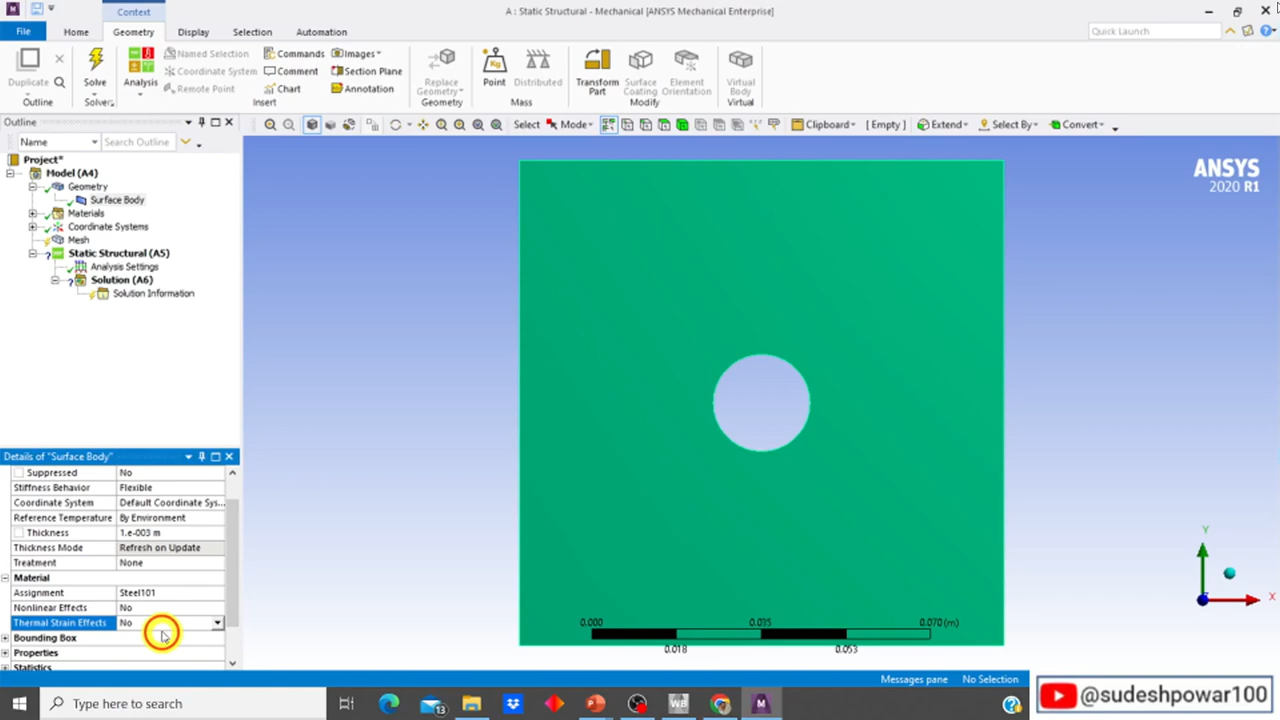 Context
A : Static Structural - Mechanical [ANSYS Mechanical Enterprise]
File Home Geometry Display Selection Automation
Quick Launch
Duplicate
Outline
Solve
Solver
Analysis
Named Selection
Coordinate System
Remote Point
Commands
Comment
Chart
Images
Section Plane
Annotation
Insert
Replace
Geometry
Geometry
Point
Distributed
Mass
Transform
Part
Surface
Coating
Element
Orientation
Modify
Virtual
Body
Virtual
Outline
Name
Search Outline
Select Mode
Clipboard [ Empty ] Extend Select By Convert
Project*
Model (A4)
Geometry
Surface Body
Materials
Coordinate Systems
Mesh
Static Structural (A5)
Analysis Settings
Solution (A6)
Solution Information
ANSYS
2020 R1
Details of "Surface Body"
Suppressed No
Stiffness Behavior Flexible
Coordinate System Default Coordinate Sys...
Reference Temperature By Environment
Thickness 1.e-003 m
Thickness Mode Refresh on Update
Treatment None
Material
Assignment Steel101
Nonlinear Effects No
Thermal Strain Effects No
Bounding Box
Properties
Statistics
0.000 0.035 0.070 (m)
0.018 0.053
Y
X
Messages pane No Selection
Type here to search
13
WB
M
@sudeshpowar100